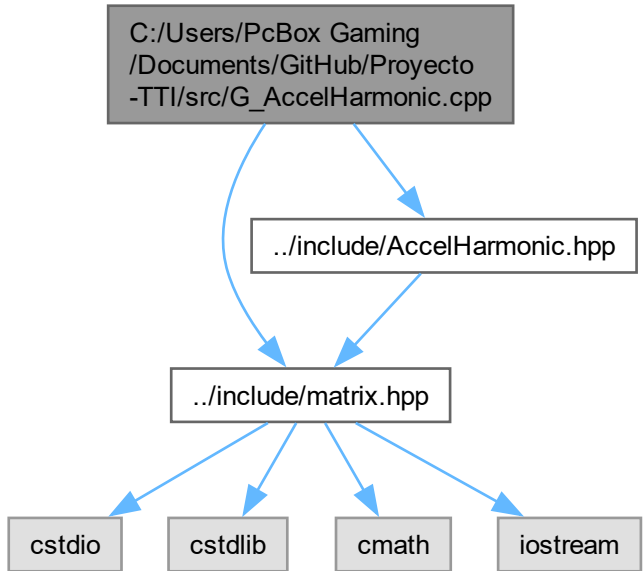 C:/Users/PcBox Gaming
/Documents/GitHub/Proyecto
-TTI/src/G_AccelHarmonic.cpp
../include/AccelHarmonic.hpp
../include/matrix.hpp
cstdio
cstdlib
cmath
iostream